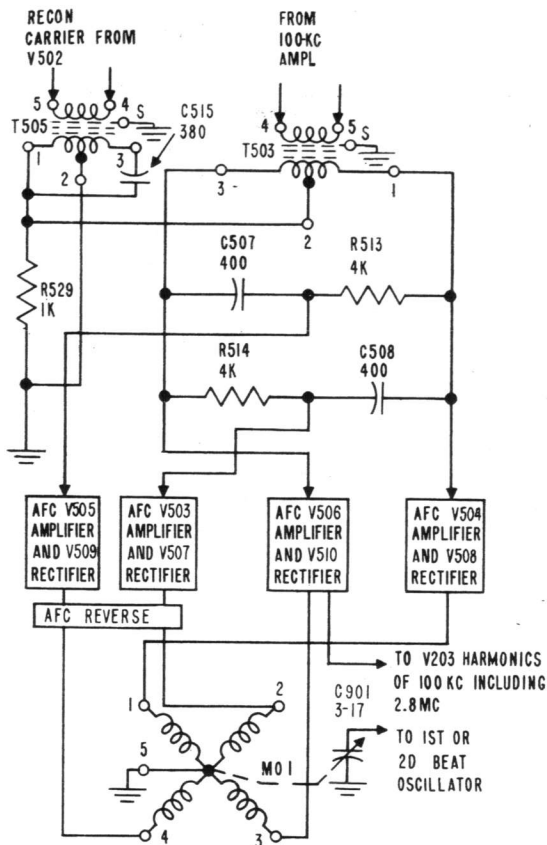 RECON
CARRIER FROM
V502
FROM
100-KC
AMPL
5
4
S
C515
380
T505
1
3
2
4
5
S
T503
3 -
1
2
C507
400
R513
4K
R529
1K
R514
4K
C508
400
AFC V505
AMPLIFIER
AND V509
RECTIFIER
AFC V503
AMPLIFIER
AND V507
RECTIFIER
AFC V506
AMPLIFIER
AND V510
RECTIFIER
AFC V504
AMPLIFIER
AND V508
RECTIFIER
AFC REVERSE
TO V203 HARMONICS
OF 100 KC INCLUDING
2.8MC
1
2
C901
3-17
5
M01
TO 1ST OR
2D BEAT
OSCILLATOR
4
3